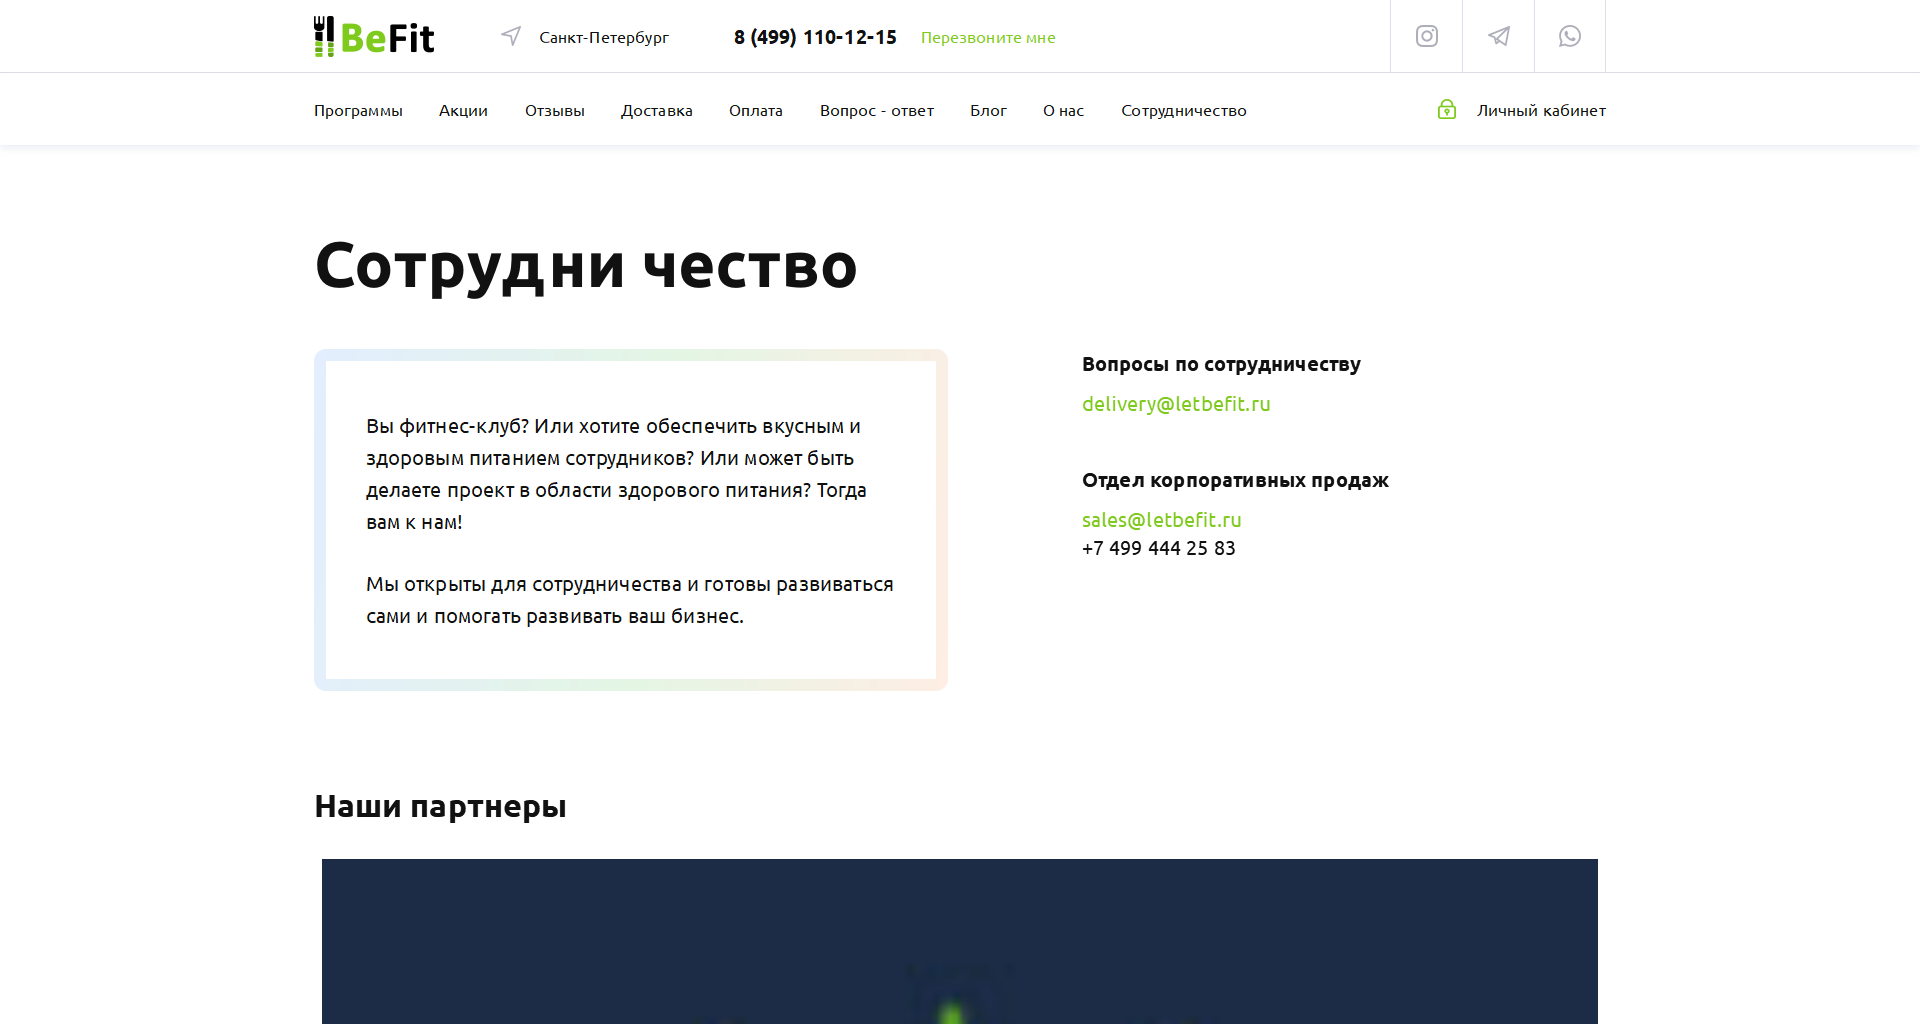 BeFit
Санкт-Петербург
8 (499) 110-12-15
Перезвоните мне
Программы
Акции
Отзывы
Доставка
Оплата
Вопрос - ответ
Блог
О нас
Сотрудничество
Личный кабинет
Сотрудни чество
Вы фитнес-клуб? Или хотите обеспечить вкусным и
здоровым питанием сотрудников? Или может быть
делаете проект в области здорового питания? Тогда
вам к нам!
Мы открыты для сотрудничества и готовы развиваться
сами и помогать развивать ваш бизнес.
Вопросы по сотрудничеству
delivery@letbefit.ru
Отдел корпоративных продаж
sales@letbefit.ru
+7 499 444 25 83
Наши партнеры